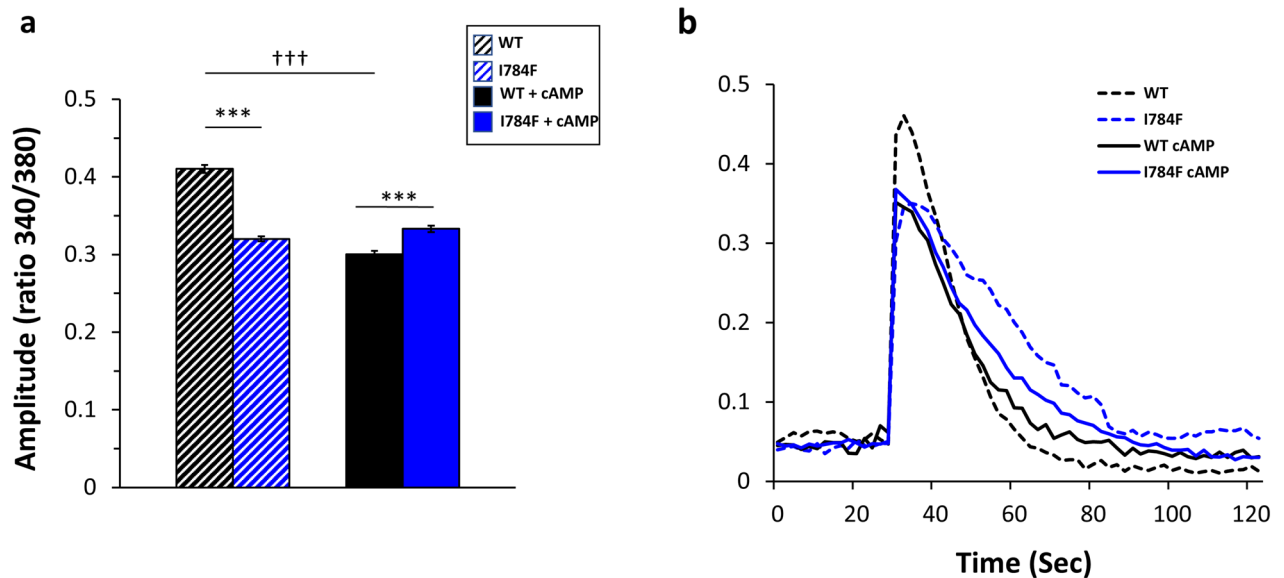 a
†††
WT
I784F
WT + cAMP
I784F + cAMP
***
***
0.5
0.4
0.3
0.2
0.1
0
Amplitude (ratio 340/380)
b
WT
I784F
WT cAMP
I784F cAMP
0.5
0.4
0.3
0.2
0.1
0
0 20 40 60 80 100 120
Time (Sec)